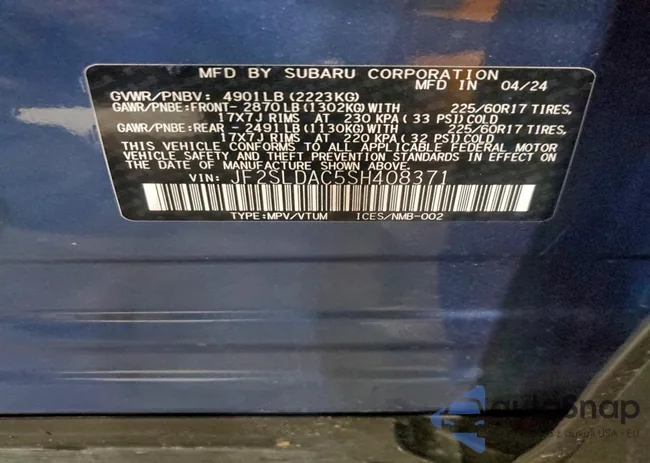 MFD BY SUBARU CORPORATION
MFD IN 04/24
GVWR/PNBV: 4901LB (2223KG)
GAWR/PNBE: FRONT- 2870LB (1302KG) WITH 225/60R17 TIRES,
17X7J RIMS AT 230 KPA (33 PSI) COLD
GAWR/PNBE: REAR - 2491LB (1130KG) WITH 225/60R17 TIRES,
17X7J RIMS AT 220 KPA (32 PSI) COLD
THIS VEHICLE CONFORMS TO ALL APPLICABLE FEDERAL MOTOR
VEHICLE SAFETY AND THEFT PREVENTION STANDARDS IN EFFECT ON
THE DATE OF MANUFACTURE SHOWN ABOVE.
VIN: JF2SLDAC5SH408371
TYPE:MPV/VTUM ICES/NMB-002
autoSnap
USA - EU